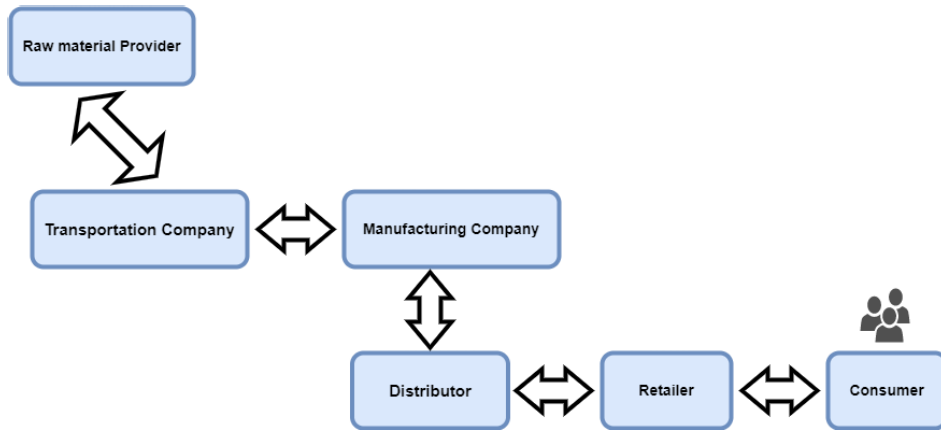 Raw material Provider
Transportation Company
Manufacturing Company
Distributor
Retailer
Consumer